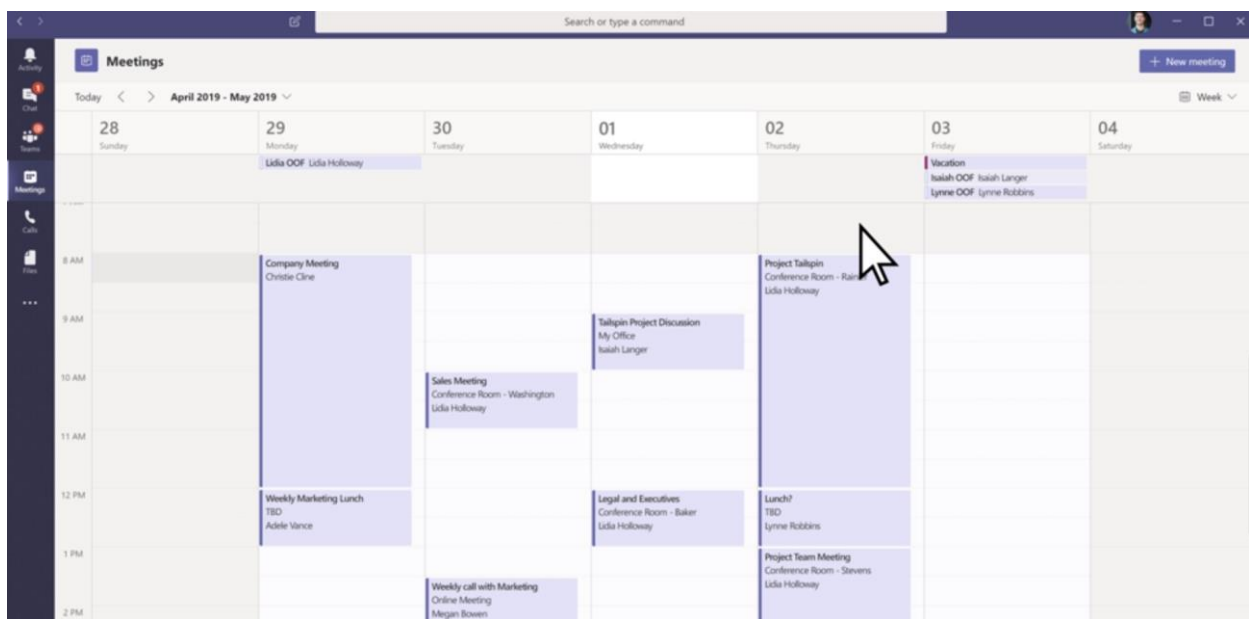 Search or type a command
Activity
Meetings
+ New meeting
1
Chat
Today
April 2019 - May 2019
Week
Teams
28
Sunday
29
Monday
30
Tuesday
01
Wednesday
02
Thursday
03
Friday
04
Saturday
Lidia OOF Lidia Holloway
Vacation
Isaiah OOF Isaiah Langer
Lynne OOF Lynne Robbins
Meetings
Calls
Files
8 AM
Company Meeting
Christie Cline
Project Tailspin
Conference Room -
Lidia Holloway
9 AM
Tailspin Project Discussion
My Office
Isaiah Langer
10 AM
Sales Meeting
Conference Room - Washington
Lidia Holloway
11 AM
12 PM
Weekly Marketing Lunch
TBD
Adele Vance
Legal and Executives
Conference Room - Baker
Lidia Holloway
Lunch?
TBD
Lynne Robbins
1 PM
Project Team Meeting
Conference Room - Stevens
Lidia Holloway
Weekly call with Marketing
Online Meeting
Megan Bowen
2 PM